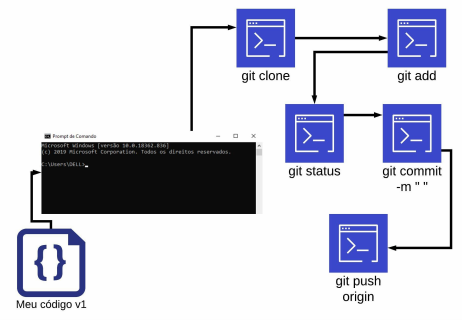 git clone
git add
Prompt de Comando
Microsoft Windows [versão 10.0.18362.836]
(c) 2019 Microsoft Corporation. Todos os direitos reservados.
C:\Users\DELL>
git status
git commit
-m " "
git push
origin
Meu código v1